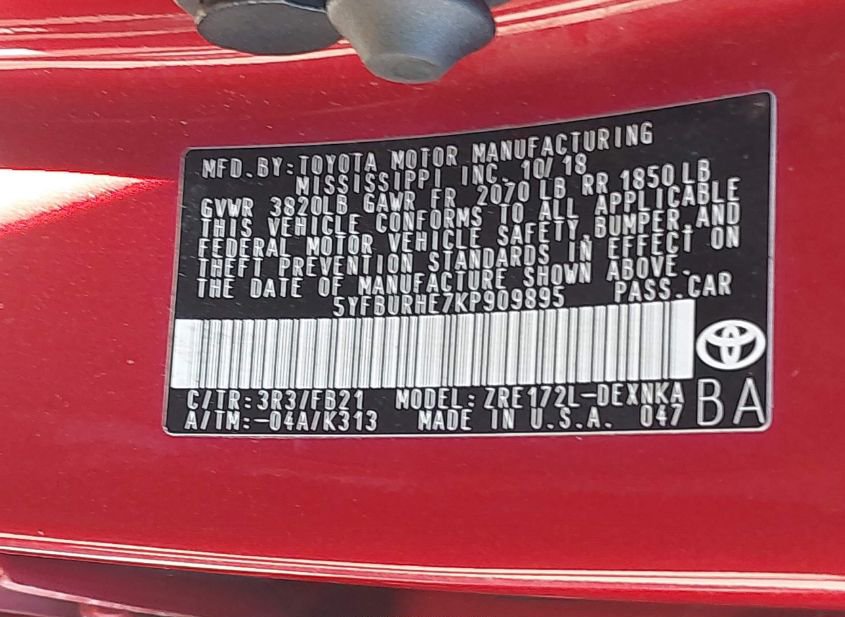 MFD.BY:TOYOTA MOTOR MANUFACTURING
MISSISSIPPI INC. 10/18
GVWR 3820LB GAWR FR 2070LB RR 1850LB
THIS VEHICLE CONFORMS TO ALL APPLICABLE
FEDERAL MOTOR VEHICLE SAFETY,BUMPER,AND
THEFT PREVENTION STANDARDS IN EFFECT ON
THE DATE OF MANUFACTURE SHOWN ABOVE.
5YFBURHE7KP909895 PASS.CAR
C/TR:3R3/FB21 MODEL:ZRE172L-DEXNKA
A/TM:-04A/K313 MADE IN U.S.A. 047
BA